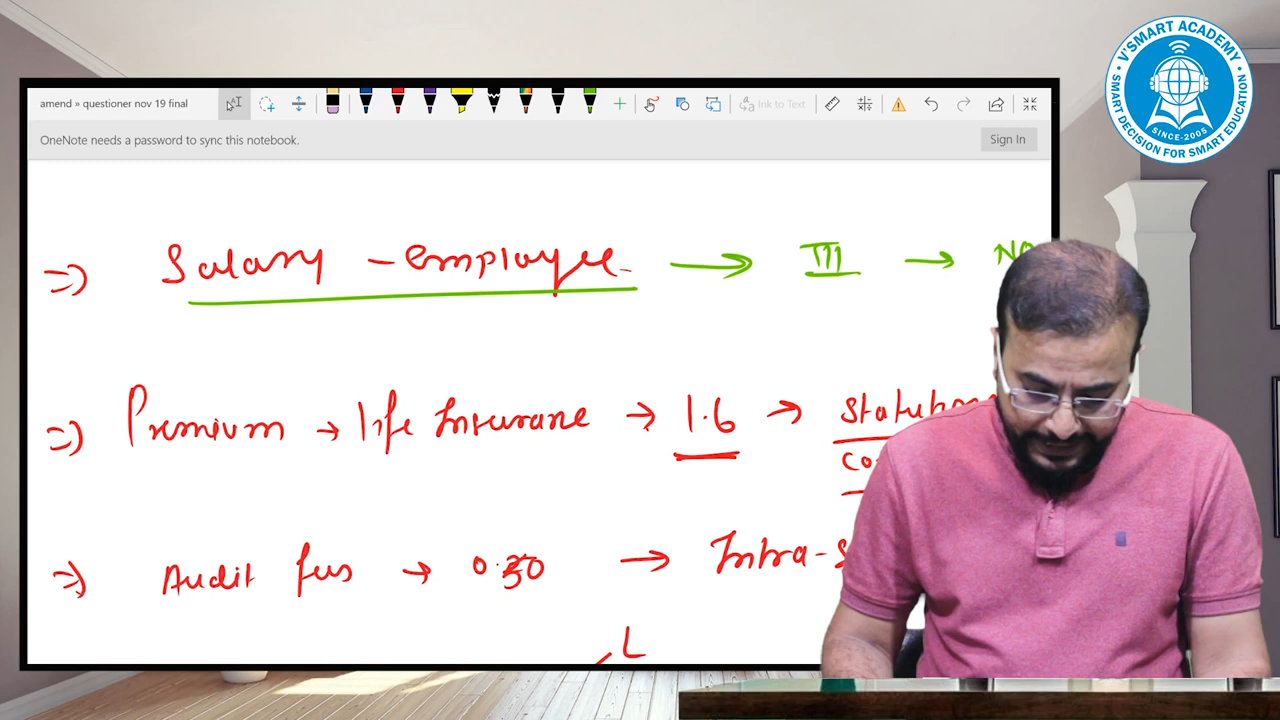 V'SMART ACADEMY
SMART DECISION FOR SMART EDUCATION
SINCE-2005
amend » questioner nov 19 final
Ink to Text
OneNote needs a password to sync this notebook.
Sign In
=> Salary - employee → III →
=> Premium → life Insurance → 1.6 →
=> Audit fees → 0.30 →
L